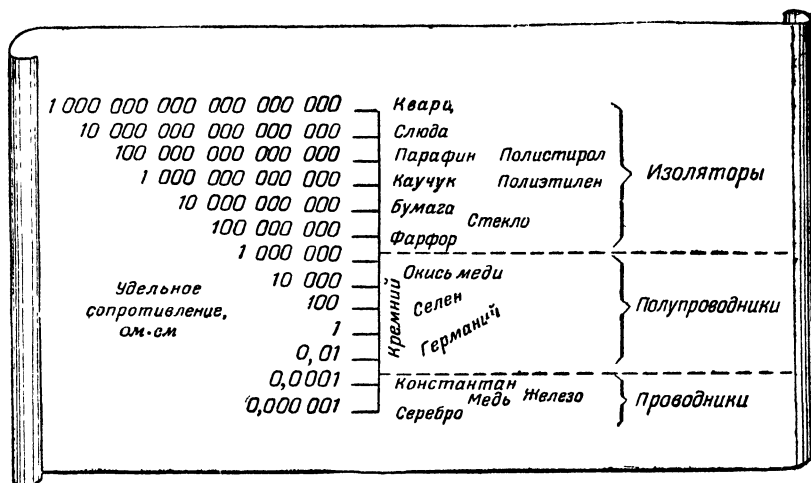 1 000 000 000 000 000 000 Кварц
10 000 000 000 000 000 Слюда
100 000 000 000 000 Парафин Полистирол
1 000 000 000 000 Каучук Полиэтилен
Изоляторы
10 000 000 000 Бумага
Стекло
100 000 000 Фарфор
1 000 000
10 000 Окись меди
100 Селен
1 Германий
0,01
Кремний
Полупроводники
Удельное
сопротивление,
ом·см
0,0001 Константан
Медь Железо
0,000 001 Серебро
Проводники